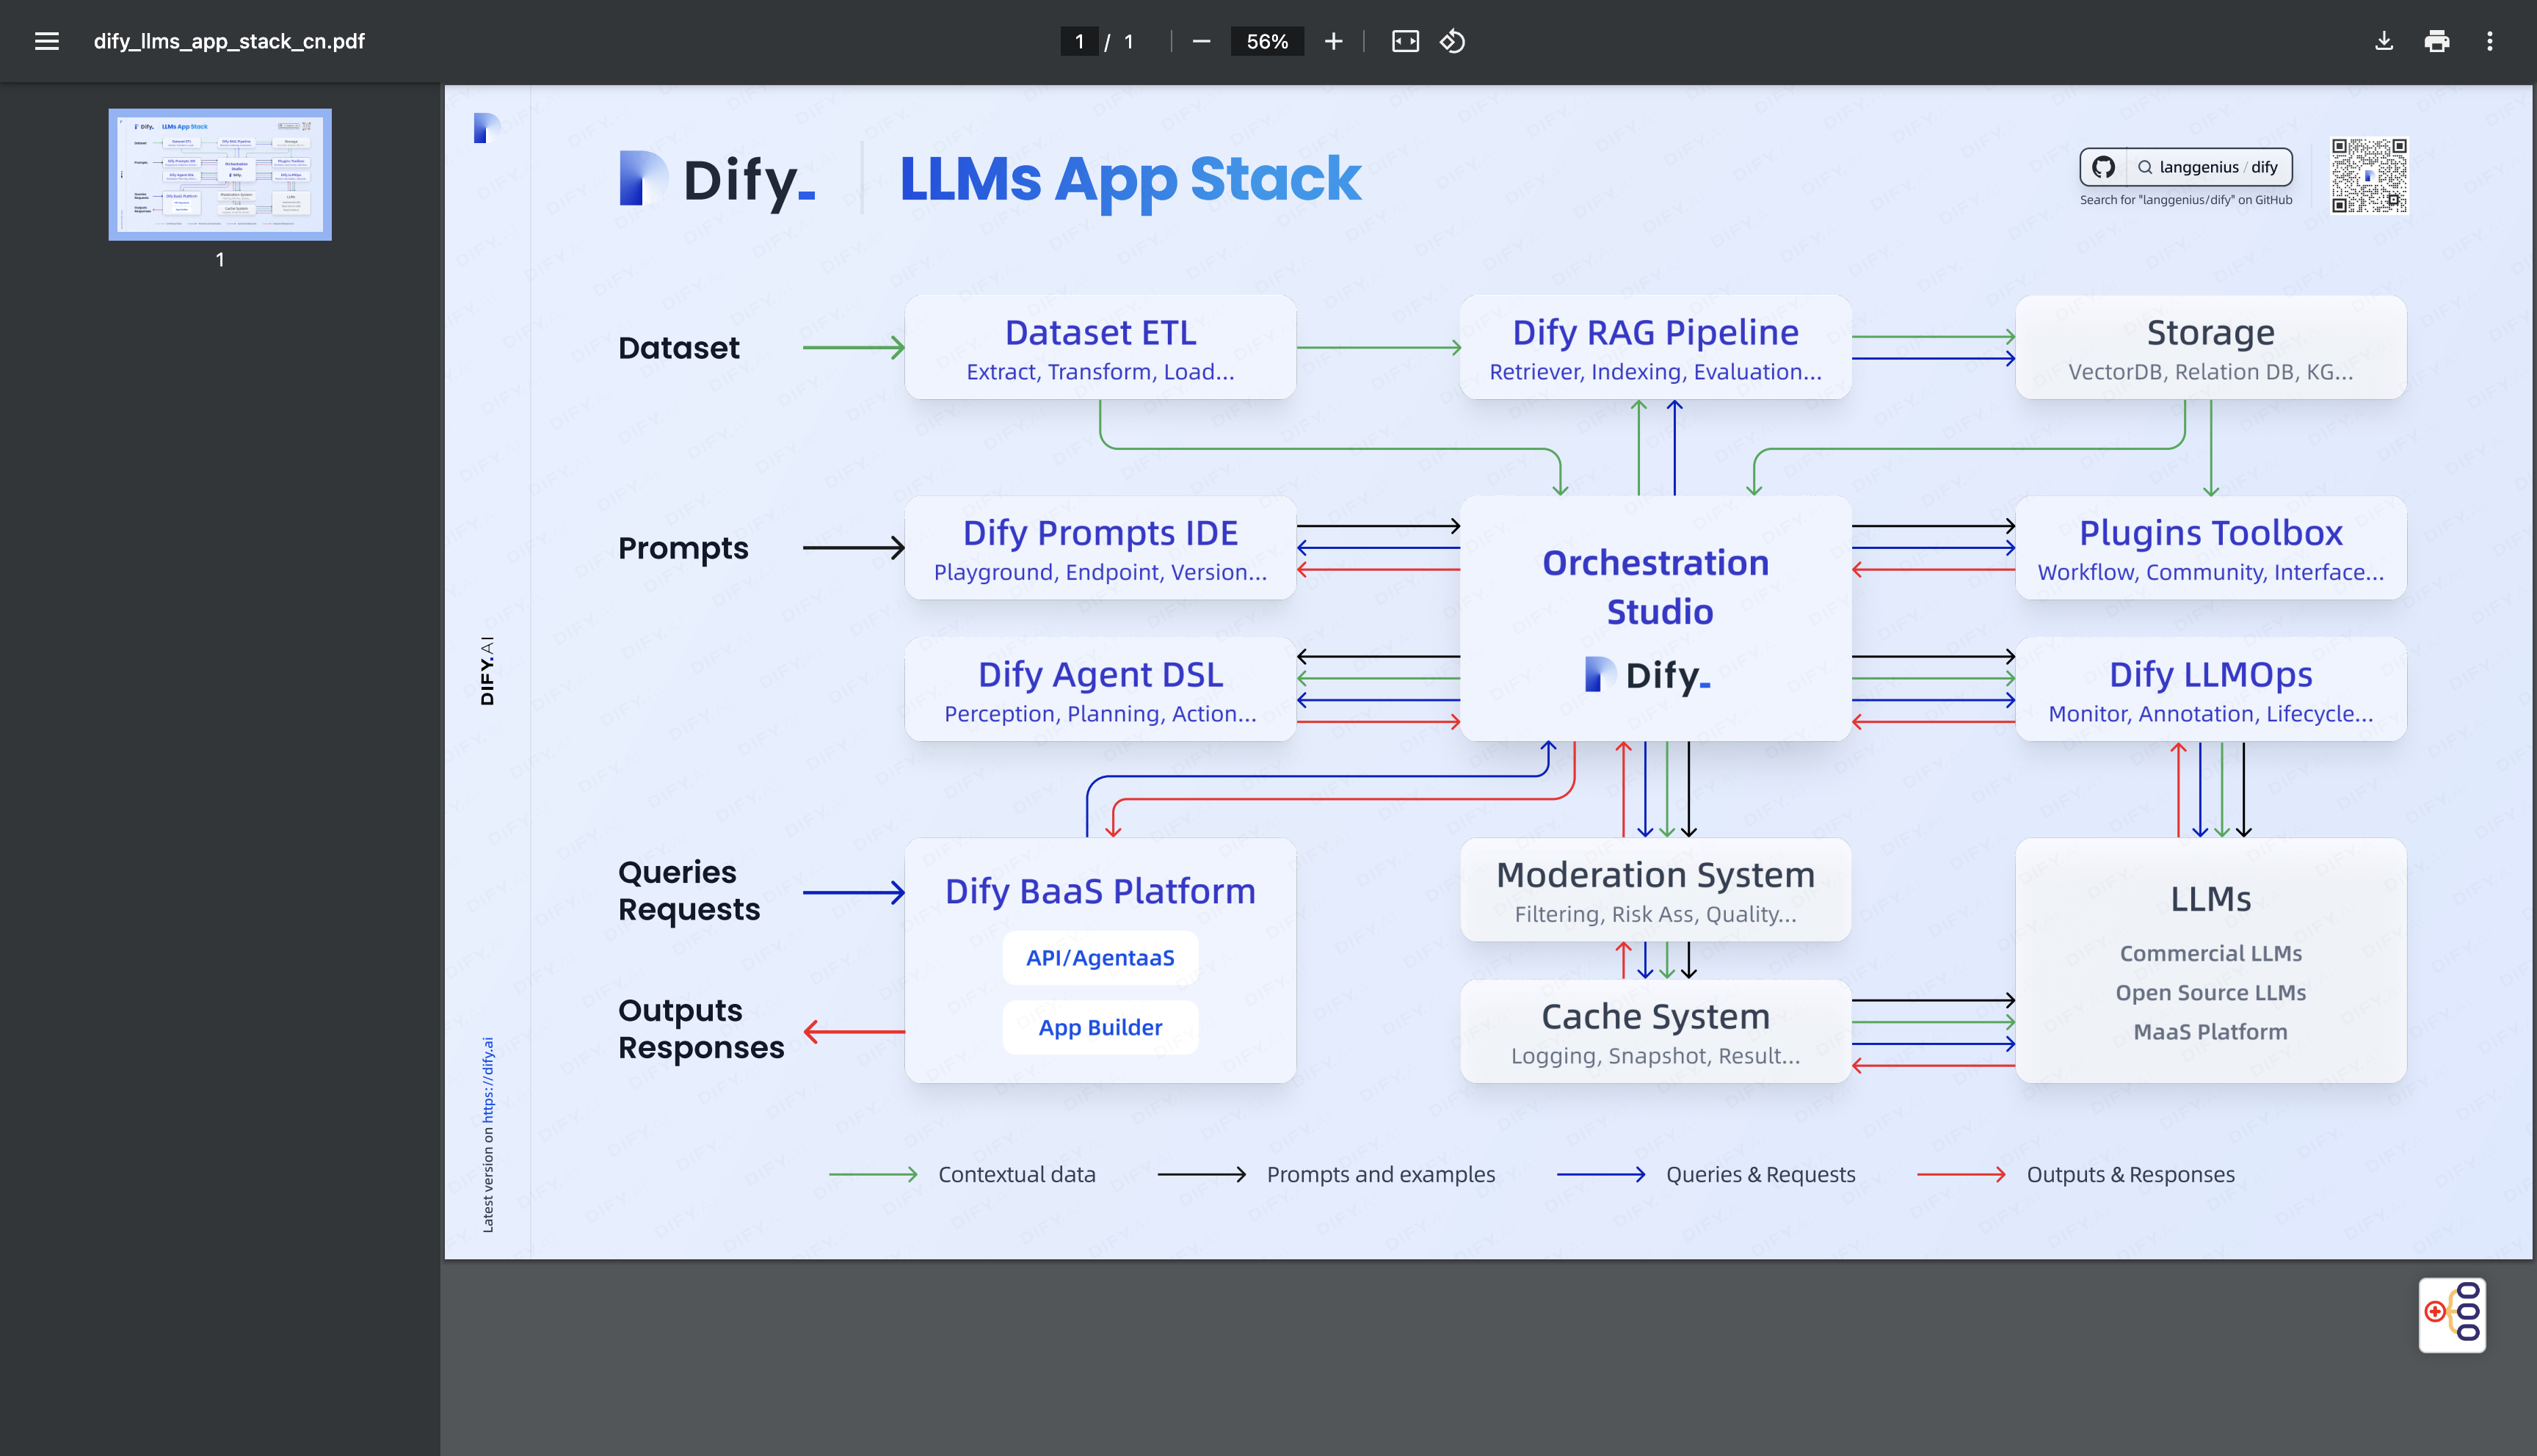 dify_llms_app_stack_cn.pdf
1 / 1
56%
1
Dify.
LLMs App Stack
langgenius / dify
Search for "langgenius/dify" on GitHub
Dataset
Dataset ETL
Extract, Transform, Load...
Dify RAG Pipeline
Retriever, Indexing, Evaluation...
Storage
VectorDB, Relation DB, KG...
Prompts
Dify Prompts IDE
Playground, Endpoint, Version...
Orchestration
Studio
Dify.
Plugins Toolbox
Workflow, Community, Interface...
Dify Agent DSL
Perception, Planning, Action...
Dify LLMOps
Monitor, Annotation, Lifecycle...
Queries
Requests
Outputs
Responses
Dify BaaS Platform
API/AgentaaS
App Builder
Moderation System
Filtering, Risk Ass, Quality...
Cache System
Logging, Snapshot, Result...
LLMs
Commercial LLMs
Open Source LLMs
MaaS Platform
Contextual data
Prompts and examples
Queries & Requests
Outputs & Responses
DIFY.AI
Latest version on https://dify.ai